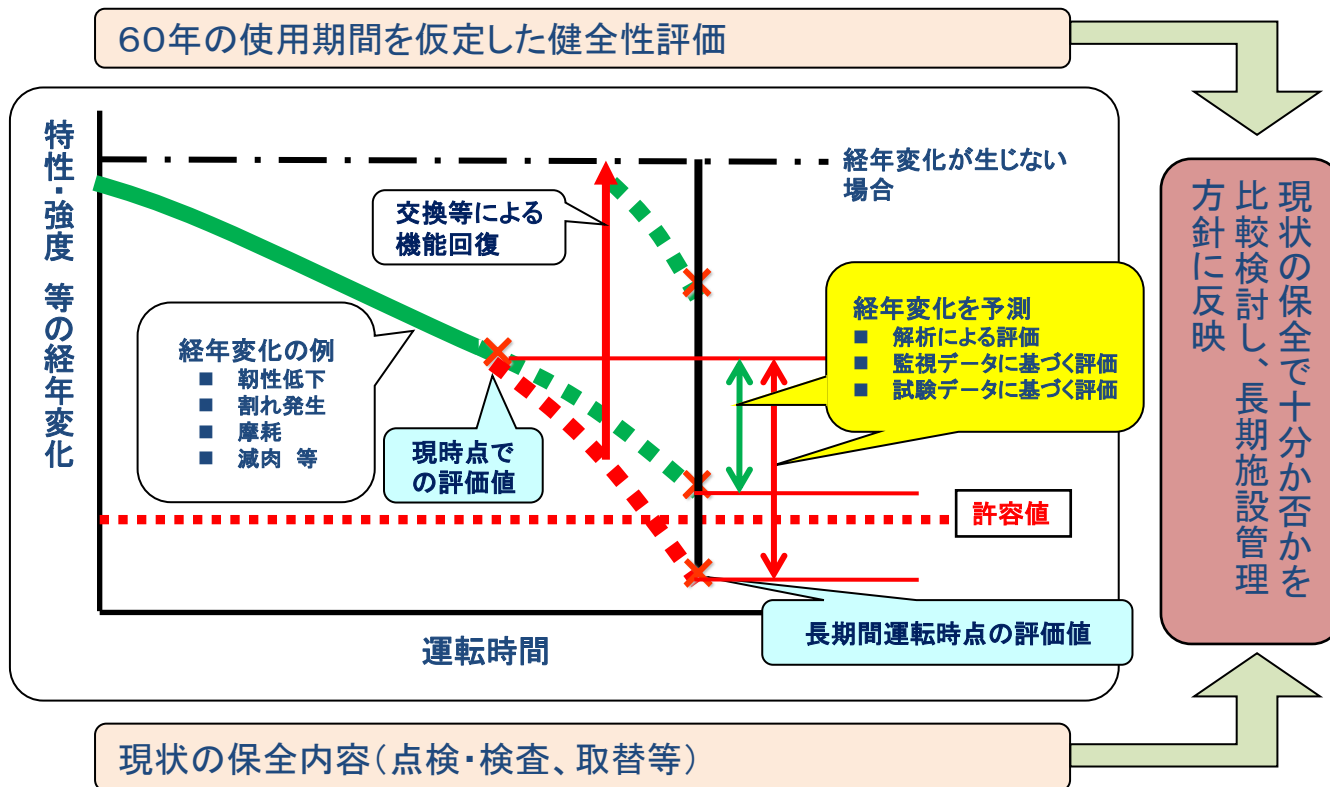 60年の使用期間を仮定した健全性評価
特性・強度 等の経年変化
経年変化が生じない
場合
交換等による
機能回復
経年変化の例
■ 靭性低下
■ 割れ発生
■ 摩耗
■ 減肉 等
現時点で
の評価値
経年変化を予測
■ 解析による評価
■ 監視データに基づく評価
■ 試験データに基づく評価
許容値
長期間運転時点の評価値
運転時間
現状の保全で十分か否かを
比較検討し、長期施設管理
方針に反映
現状の保全内容(点検・検査、取替等)